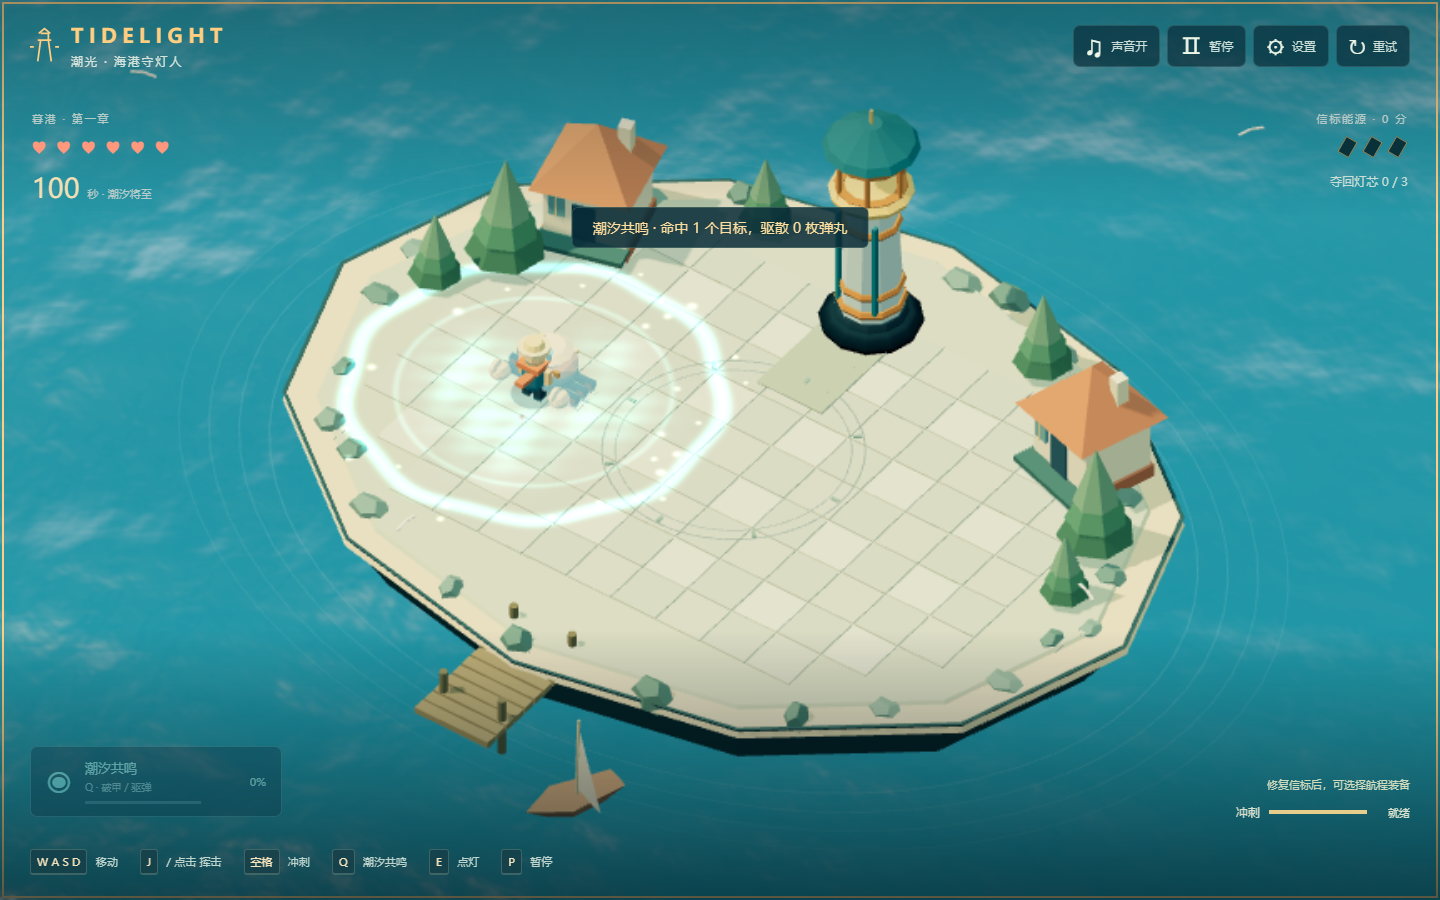 TIDELIGHT
潮光 · 海港守灯人
声音开
暂停
设置
重试
暮港 · 第一章
100 秒 · 潮汐将至
信标能源 · 0 分
夺回灯芯 0 / 3
潮汐共鸣 · 命中 1 个目标，驱散 0 枚弹丸
潮汐共鸣
Q · 破甲 / 驱弹
0%
修复信标后，可选择航程装备
冲刺 就绪
WASD 移动 J / 点击 挥击 空格 冲刺 Q 潮汐共鸣 E 点灯 P 暂停